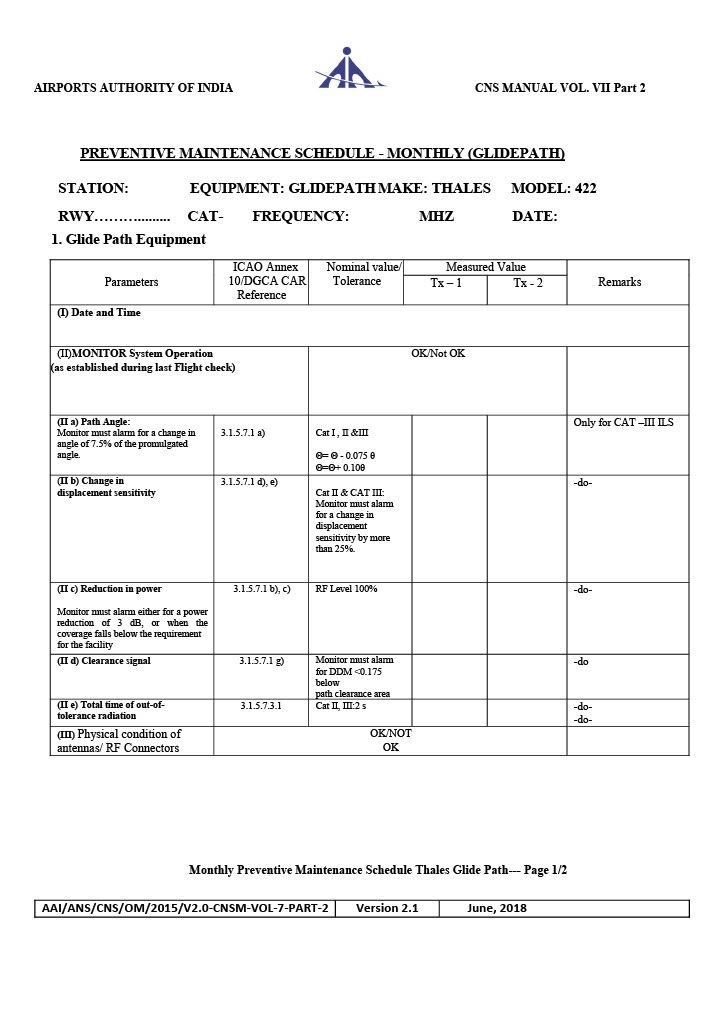 AIRPORTS AUTHORITY OF INDIA
CNS MANUAL VOL. VII Part 2
PREVENTIVE MAINTENANCE SCHEDULE - MONTHLY (GLIDEPATH)
STATION: EQUIPMENT: GLIDEPATH MAKE: THALES MODEL: 422
RWY………......... CAT- FREQUENCY: MHZ DATE:
1. Glide Path Equipment
Parameters
ICAO Annex
10/DGCA CAR
Reference
Nominal value/
Tolerance
Measured Value
Tx – 1
Tx - 2
Remarks
(I) Date and Time
(II)MONITOR System Operation
(as established during last Flight check)
OK/Not OK
(II a) Path Angle:
Monitor must alarm for a change in
angle of 7.5% of the promulgated
angle.
3.1.5.7.1 a)
Cat I , II &III
Θ= Θ - 0.075 θ
Θ=Θ+ 0.10θ
Only for CAT –III ILS
(II b) Change in
displacement sensitivity
3.1.5.7.1 d), e)
Cat II & CAT III:
Monitor must alarm
for a change in
displacement
sensitivity by more
than 25%.
-do-
(II c) Reduction in power
Monitor must alarm either for a power
reduction of 3 dB, or when the
coverage falls below the requirement
for the facility
3.1.5.7.1 b), c)
RF Level 100%
-do-
(II d) Clearance signal
3.1.5.7.1 g)
Monitor must alarm
for DDM <0.175
below
path clearance area
-do
(II e) Total time of out-of-
tolerance radiation
3.1.5.7.3.1
Cat II, III:2 s
-do-
-do-
(III) Physical condition of
antennas/ RF Connectors
OK/NOT
OK
Monthly Preventive Maintenance Schedule Thales Glide Path--- Page 1/2
AAI/ANS/CNS/OM/2015/V2.0-CNSM-VOL-7-PART-2 Version 2.1 June, 2018